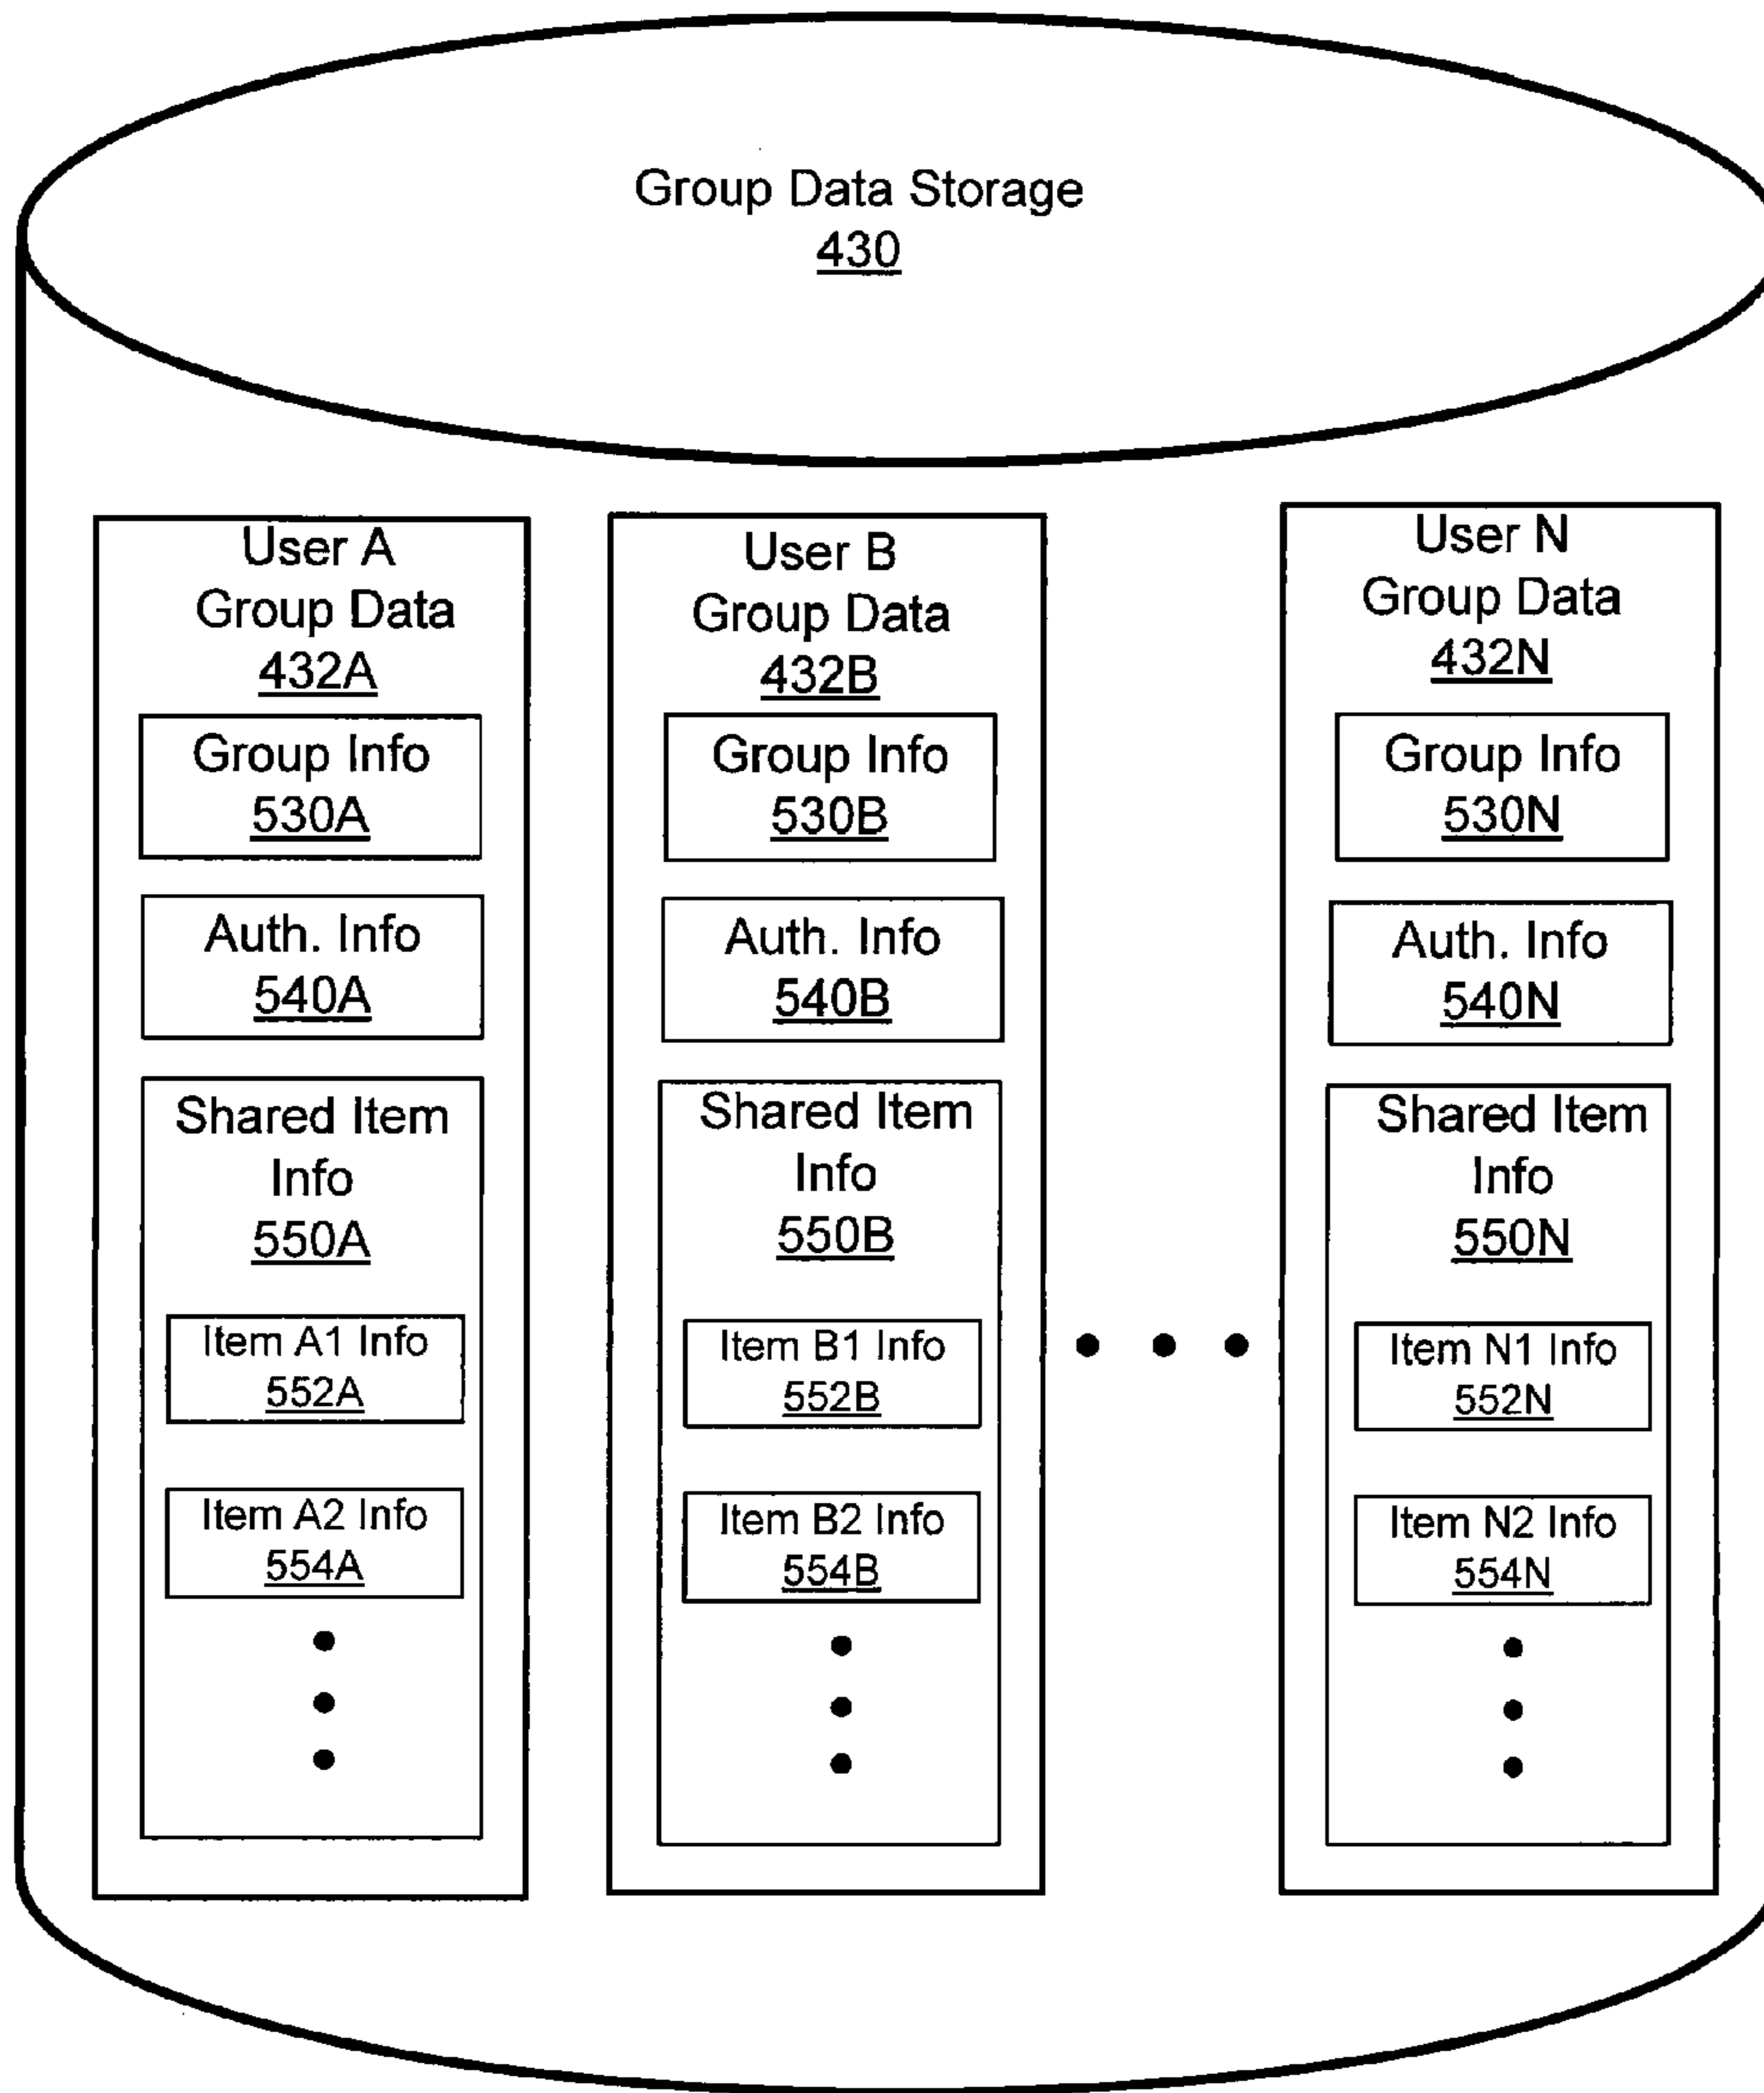 Group Data Storage
430
User A
Group Data
432A
Group Info
530A
Auth. Info
540A
Shared Item
Info
550A
Item A1 Info
552A
Item A2 Info
554A
User B
Group Data
432B
Group Info
530B
Auth. Info
540B
Shared Item
Info
550B
Item B1 Info
552B
Item B2 Info
554B
User N
Group Data
432N
Group Info
530N
Auth. Info
540N
Shared Item
Info
550N
Item N1 Info
552N
Item N2 Info
554N